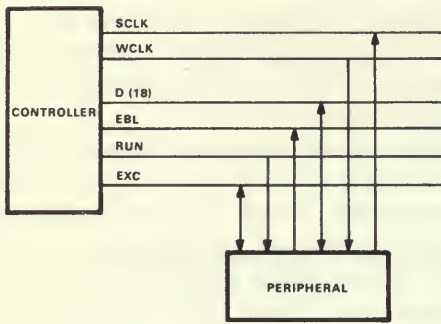 SCLK
WCLK
D (18)
CONTROLLER
EBL
RUN
EXC
PERIPHERAL